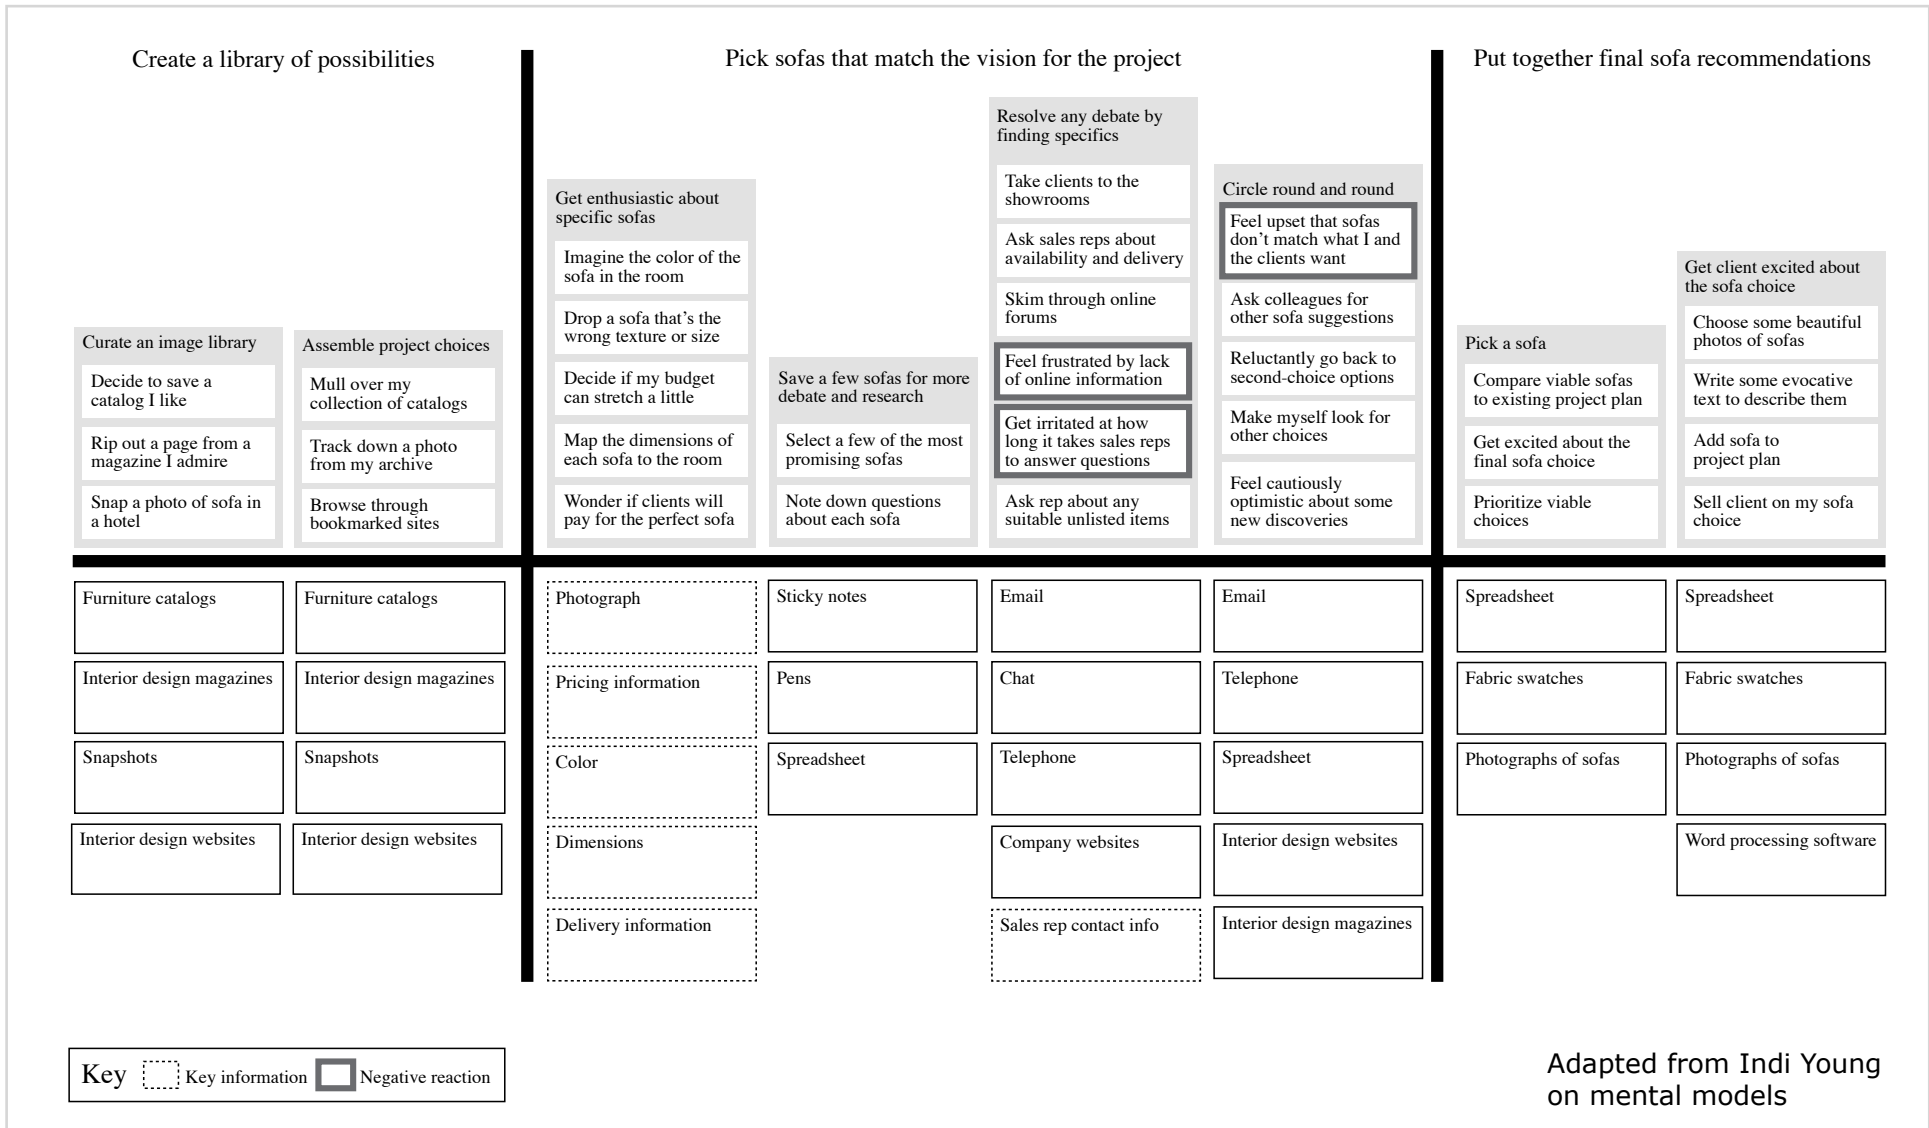 Create a library of possibilities
Pick sofas that match the vision for the project
Put together final sofa recommendations
Curate an image library
Decide to save a
catalog I like
Rip out a page from a
magazine I admire
Snap a photo of sofa in
a hotel
Assemble project choices
Mull over my
collection of catalogs
Track down a photo
from my archive
Browse through
bookmarked sites
Get enthusiastic about
specific sofas
Imagine the color of the
sofa in the room
Drop a sofa that’s the
wrong texture or size
Decide if my budget
can stretch a little
Map the dimensions of
each sofa to the room
Wonder if clients will
pay for the perfect sofa
Save a few sofas for more
debate and research
Select a few of the most
promising sofas
Note down questions
about each sofa
Resolve any debate by
finding specifics
Take clients to the
showrooms
Ask sales reps about
availability and delivery
Skim through online
forums
Feel frustrated by lack
of online information
Get irritated at how
long it takes sales reps
to answer questions
Ask rep about any
suitable unlisted items
Circle round and round
Feel upset that sofas
don’t match what I and
the clients want
Ask colleagues for
other sofa suggestions
Reluctantly go back to
second-choice options
Make myself look for
other choices
Feel cautiously
optimistic about some
new discoveries
Pick a sofa
Compare viable sofas
to existing project plan
Get excited about the
final sofa choice
Prioritize viable
choices
Get client excited about
the sofa choice
Choose some beautiful
photos of sofas
Write some evocative
text to describe them
Add sofa to
project plan
Sell client on my sofa
choice
Furniture catalogs
Interior design magazines
Snapshots
Interior design websites
Furniture catalogs
Interior design magazines
Snapshots
Interior design websites
Photograph
Pricing information
Color
Dimensions
Delivery information
Sticky notes
Pens
Spreadsheet
Email
Chat
Telephone
Company websites
Sales rep contact info
Email
Telephone
Spreadsheet
Interior design websites
Interior design magazines
Spreadsheet
Fabric swatches
Photographs of sofas
Spreadsheet
Fabric swatches
Photographs of sofas
Word processing software
Key
Key information
Negative reaction
Adapted from Indi Young
on mental models